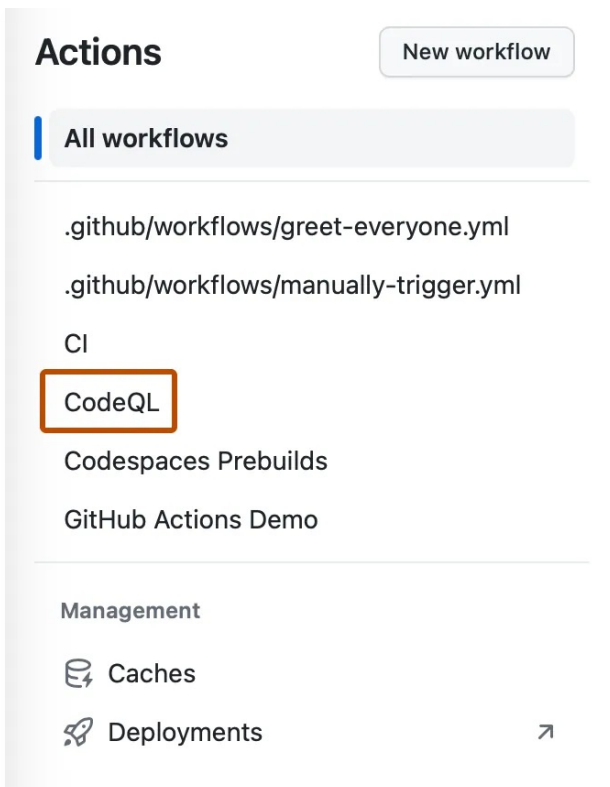 Actions
New workflow
All workflows
.github/workflows/greet-everyone.yml
.github/workflows/manually-trigger.yml
CI
CodeQL
Codespaces Prebuilds
GitHub Actions Demo
Management
Caches
Deployments